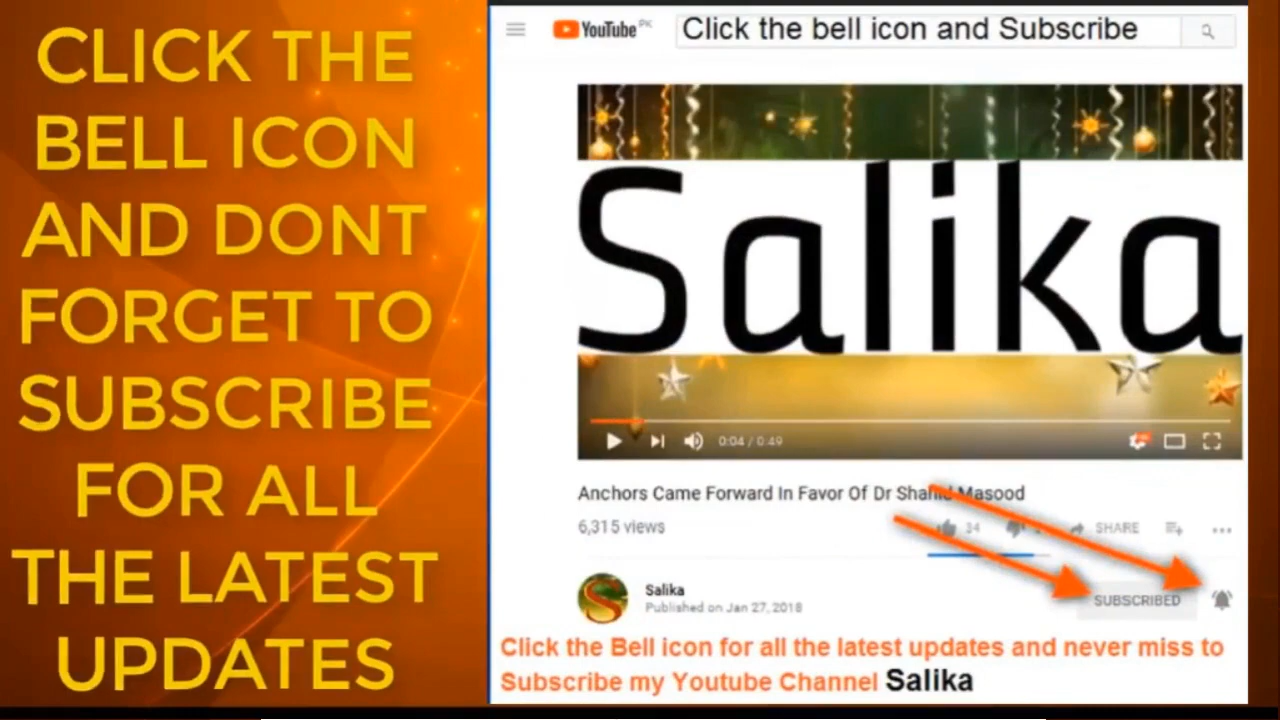 CLICK THE
BELL ICON
AND DONT
FORGET TO
SUBSCRIBE
FOR ALL
THE LATEST
UPDATES
YouTube PK
Click the bell icon and Subscribe
Salika
0:04 / 0:49
Anchors Came Forward In Favor Of Dr Shahid Masood
6,315 views
34
SHARE
Salika
Published on Jan 27, 2018
SUBSCRIBED
Click the Bell icon for all the latest updates and never miss to
Subscribe my Youtube Channel Salika